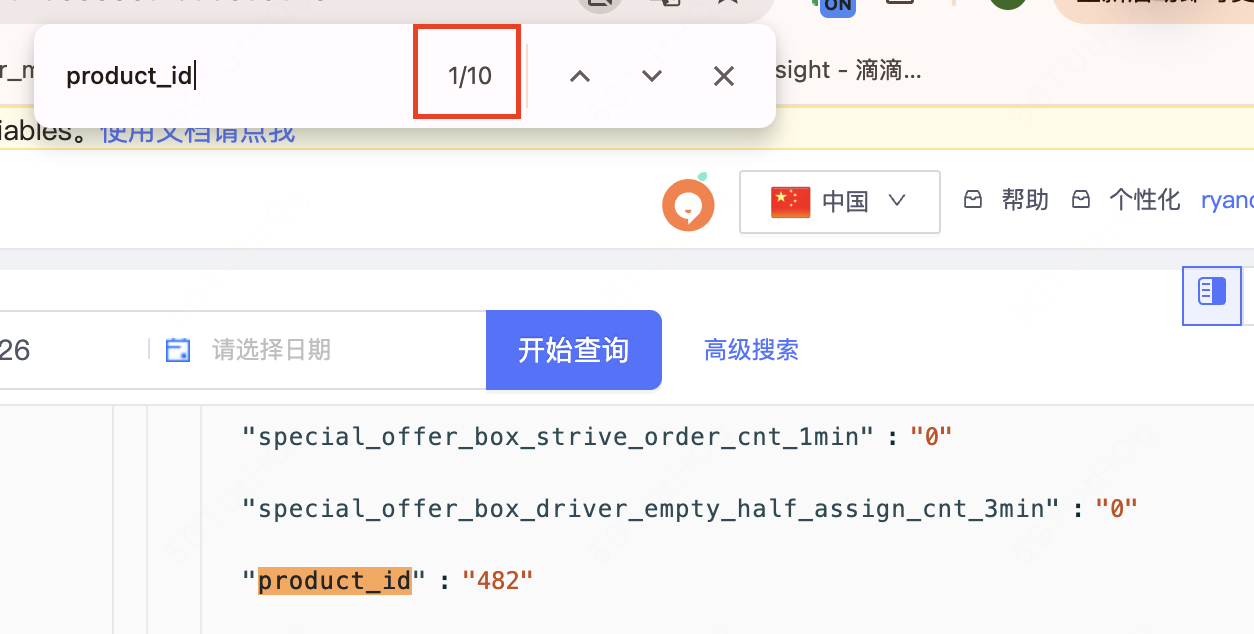 ON
product_id
1/10
sight - 滴滴...
iables。使用文档请点我
中国
帮助
个性化
ryand
26
请选择日期
开始查询
高级搜索
"special_offer_box_strive_order_cnt_1min" : "0"
"special_offer_box_driver_empty_half_assign_cnt_3min" : "0"
"product_id" : "482"